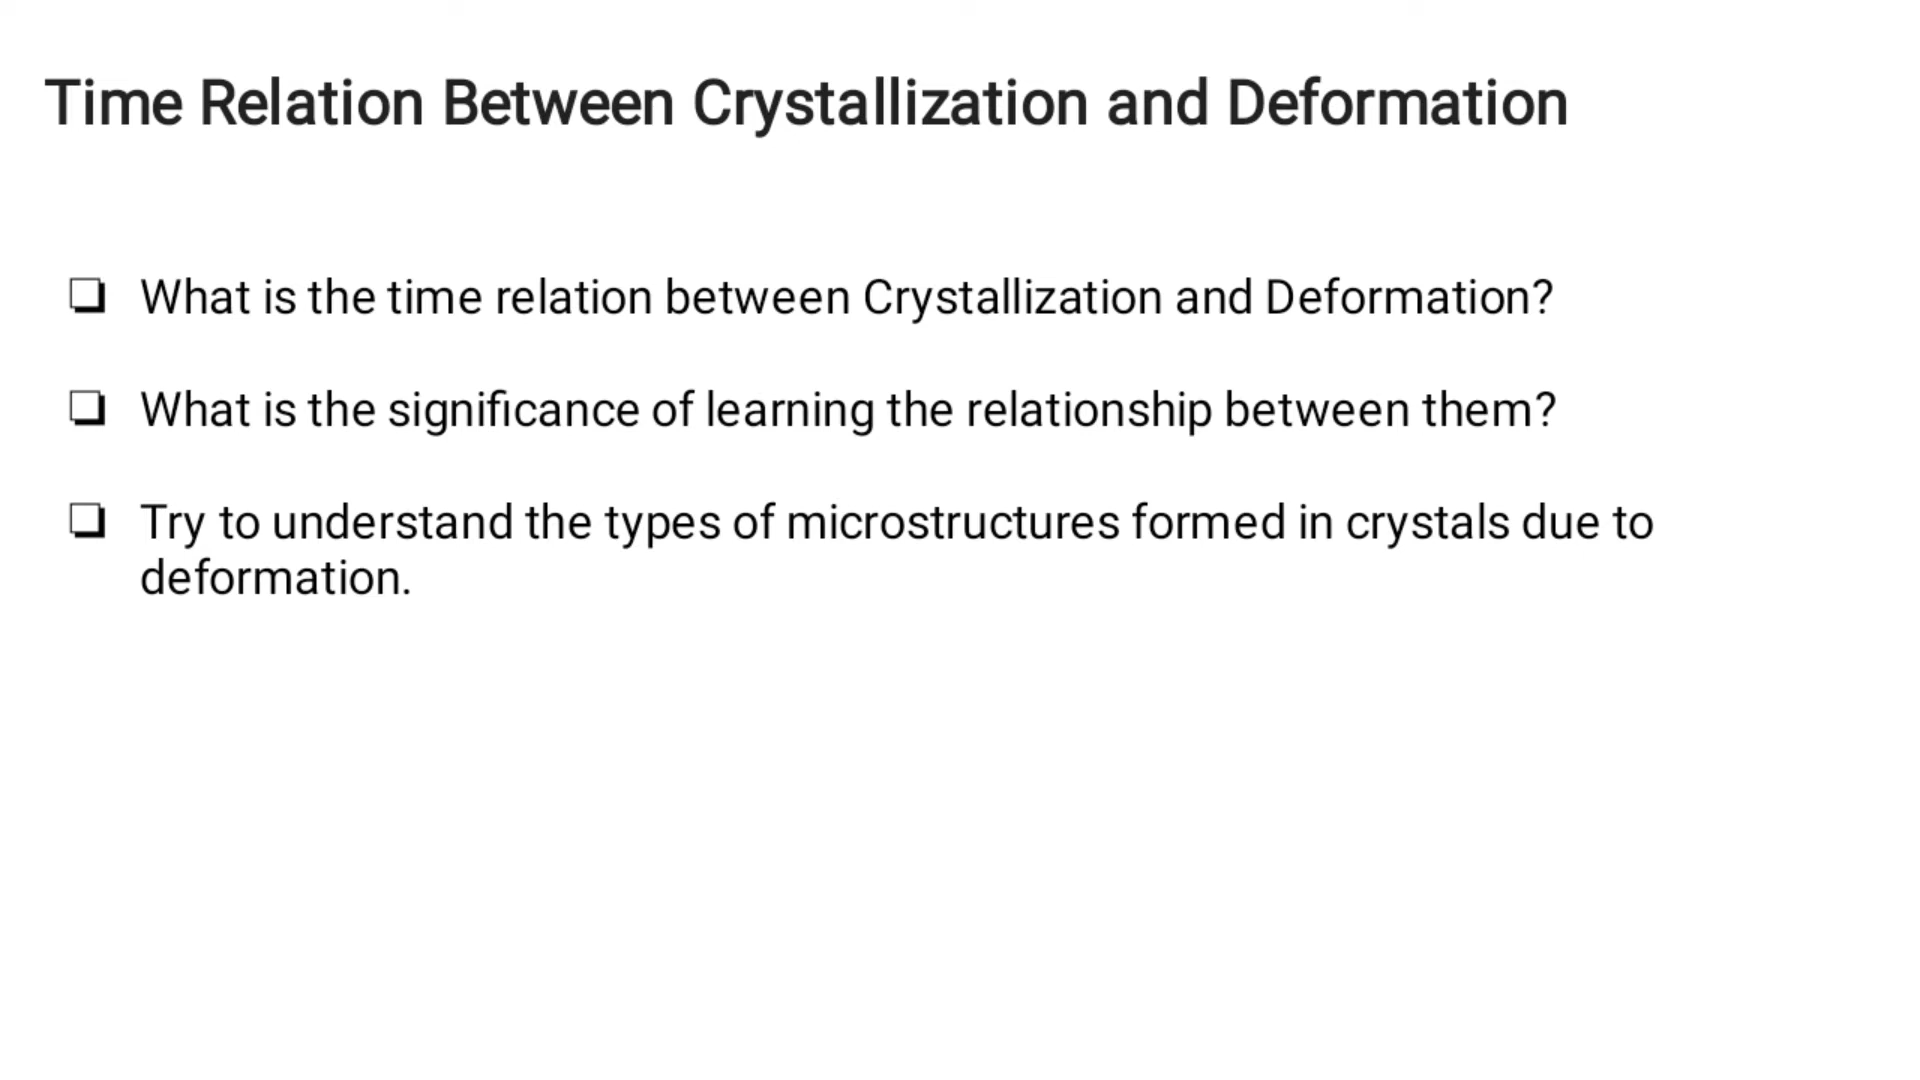 Time Relation Between Crystallization and Deformation
❏ What is the time relation between Crystallization and Deformation?
❏ What is the significance of learning the relationship between them?
❏ Try to understand the types of microstructures formed in crystals due to
deformation.